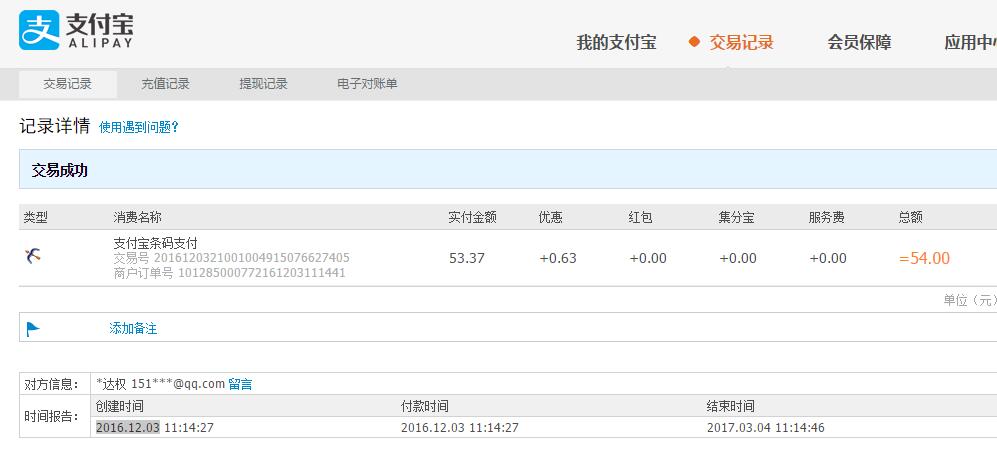 支付宝
ALIPAY
我的支付宝 交易记录 会员保障 应用中
交易记录 充值记录 提现记录 电子对账单
记录详情 使用遇到问题?
交易成功
类型 消费名称 实付金额 优惠 红包 集分宝 服务费 总额
支付宝条码支付
交易号 2016120321001004915076627405
商户订单号 101285000772161203111441
53.37 +0.63 +0.00 +0.00 +0.00 =54.00
单位（元）
添加备注
对方信息： *达权 151***@qq.com 留言
时间报告： 创建时间 付款时间 结束时间
2016.12.03 11:14:27 2016.12.03 11:14:27 2017.03.04 11:14:46